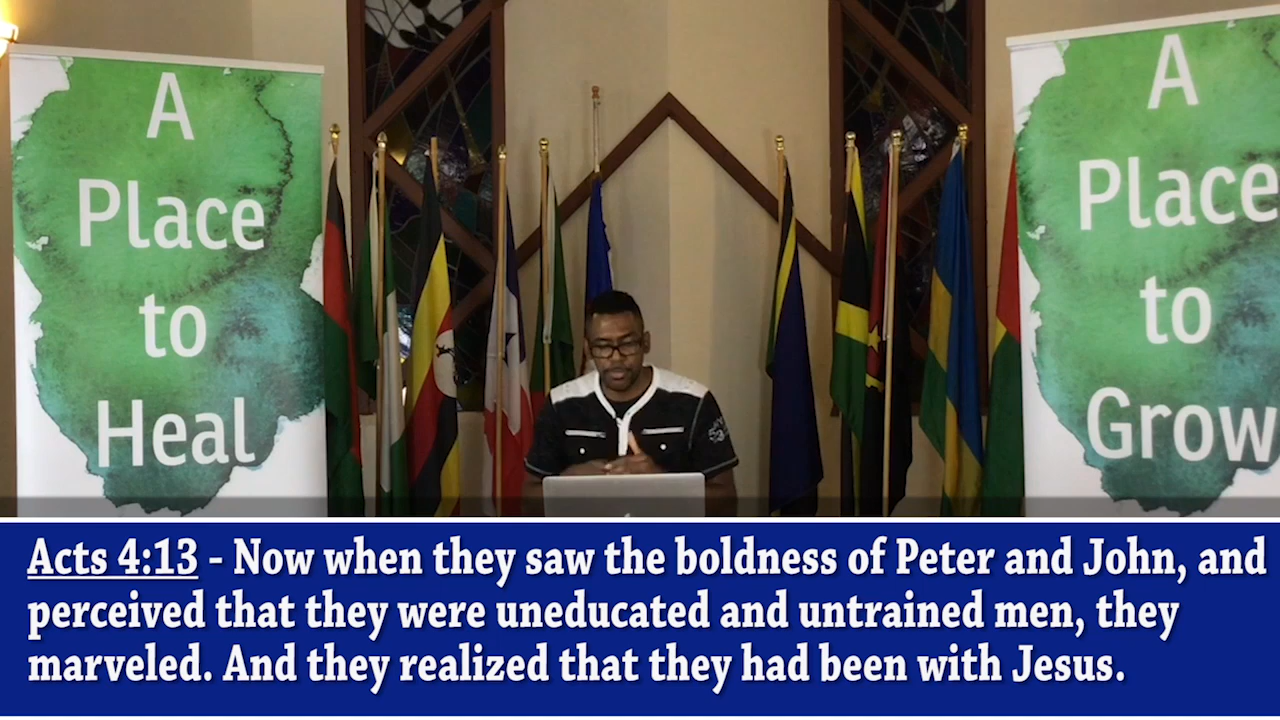 A
Place
to
Heal
A
Place
to
Grow
Acts 4:13 - Now when they saw the boldness of Peter and John, and
perceived that they were uneducated and untrained men, they
marveled. And they realized that they had been with Jesus.